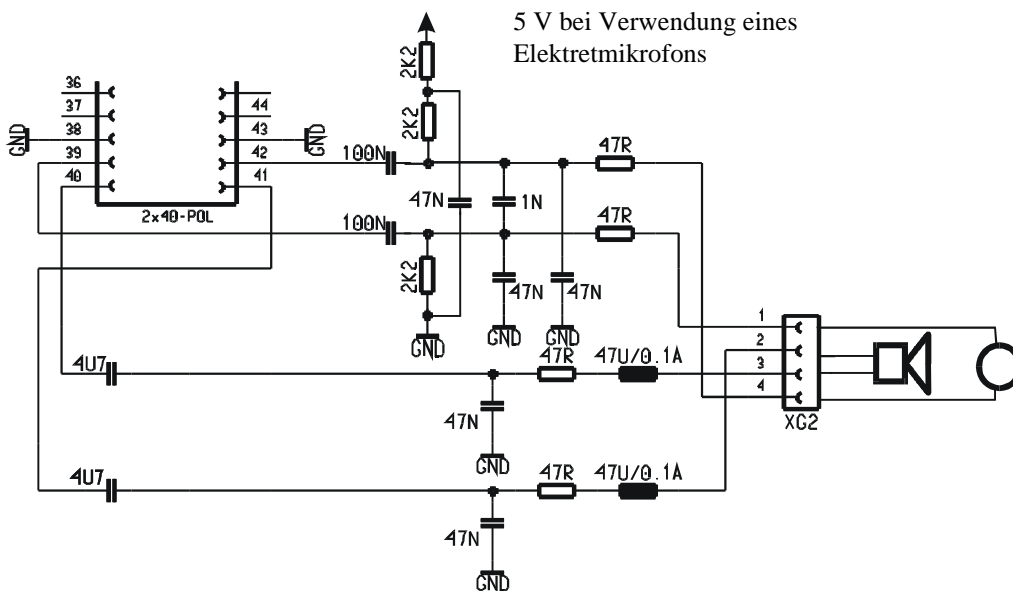 5 V bei Verwendung eines
Elektretmikrofons
2K2
2K2
36
37
38
39
40
44
43
42
41
GND
GND
2x40-POL
100N
47N
1N
47R
100N
47R
2K2
47N
47N
GND
GND
GND
1
2
3
4
XG2
4U7
47R
47U/0.1A
47N
GND
4U7
47R
47U/0.1A
47N
GND